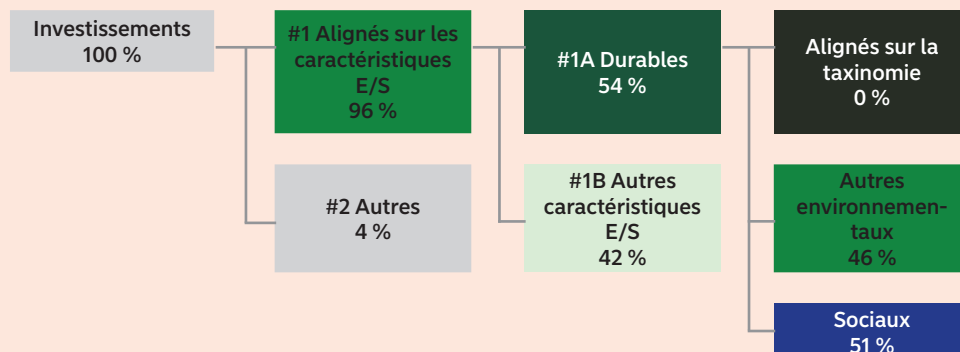 Investissements
100 %
#1 Alignés sur les
caractéristiques
E/S
96 %
#1A Durables
54 %
Alignés sur la
taxinomie
0 %
#2 Autres
4 %
#1B Autres
caractéristiques
E/S
42 %
Autres
environnemen-
taux
46 %
Sociaux
51 %